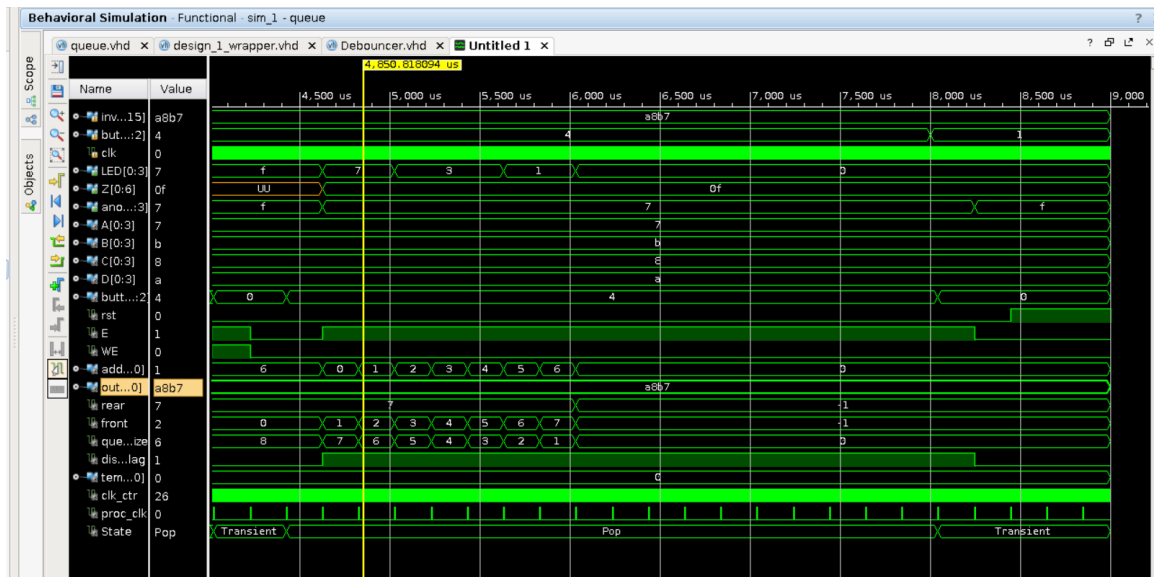 Behavioral Simulation - Functional - sim_1 - queue ?
queue.vhd × design_1_wrapper.vhd × Debouncer.vhd × Untitled 1 × ?
Scope
Objects
4,850.818094 us
Name Value
4,500 us 5,000 us 5,500 us 6,000 us 6,500 us 7,000 us 7,500 us 8,000 us 8,500 us 9,000
inv...15] a8b7 a8b7
but...:2] 4 4 1
clk 0
LED[0:3] 7 f 7 3 1 0
Z[0:6] 0f UU 0f
ano...:3] 7 f 7 f
A[0:3] 7 7
B[0:3] b b
C[0:3] 8 8
D[0:3] a a
butt...:2] 4 0 4 0
rst 0
E 1
WE 0
add...0] 1 6 0 1 2 3 4 5 6 0
out...0] a8b7 a8b7
rear 7 7 -1
front 2 0 1 2 3 4 5 6 7 -1
que...ize 6 8 7 6 5 4 3 2 1 0
dis...lag 1
tem...0] 0 0
clk_ctr 26
proc_clk 0
State Pop Transient Pop Transient